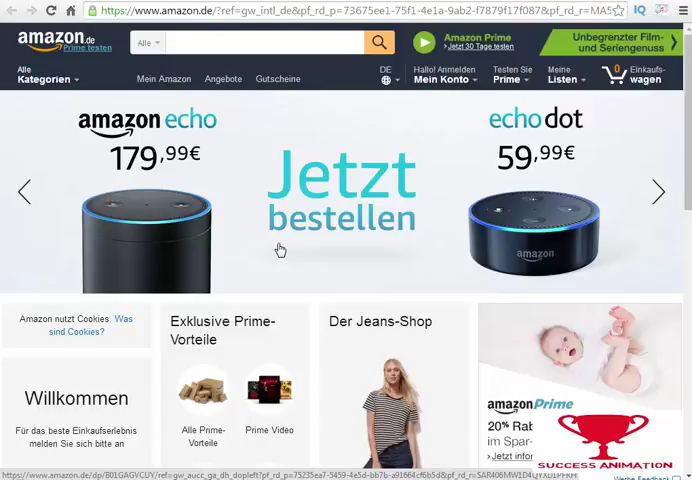 https://www.amazon.de/?ref=gw_intl_de&pf_rd_p=73675e11-75f1-4e1a-9ab2-f7879f17f087&pf_rd_r=MA5
IQ
amazon.de
Prime testen
Alle
Amazon Prime
Jetzt 30 Tage testen
Unbegrenzter Film-
und Seriengenuss
Alle
Kategorien
Mein Amazon
Angebote
Gutscheine
DE
Hallo! Anmelden
Mein Konto
Testen Sie
Prime
Meine
Listen
0
Einkaufs-
wagen
amazon echo
179,99€
Jetzt
bestellen
echo dot
59,99€
amazon
Amazon nutzt Cookies. Was
sind Cookies?
Willkommen
Für das beste Einkaufserlebnis
melden Sie sich bitte an
Exklusive Prime-
Vorteile
Alle Prime-
Vorteile
Prime Video
Der Jeans-Shop
amazonPrime
20% Rab
im Spar-
Jetzt infor
SUCCESS ANIMATION
Werbe Feedback